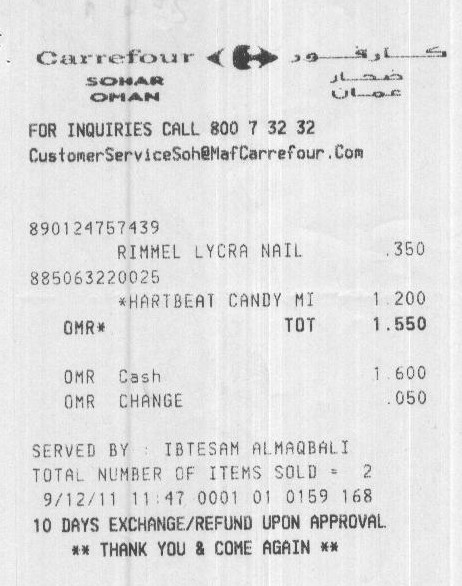 Carrefour كارفور
SOHAR صحار
OMAN عمان
FOR INQUIRIES CALL 800 7 32 32
CustomerServiceSoh@MafCarrefour.Com
890124757439
RIMMEL LYCRA NAIL .350
885063220025
*HARTBEAT CANDY MI 1.200
OMR* TOT 1.550
OMR Cash 1.600
OMR CHANGE .050
SERVED BY : IBTESAM ALMAQBALI
TOTAL NUMBER OF ITEMS SOLD = 2
9/12/11 11:47 0001 01 0159 168
10 DAYS EXCHANGE/REFUND UPON APPROVAL
** THANK YOU & COME AGAIN **